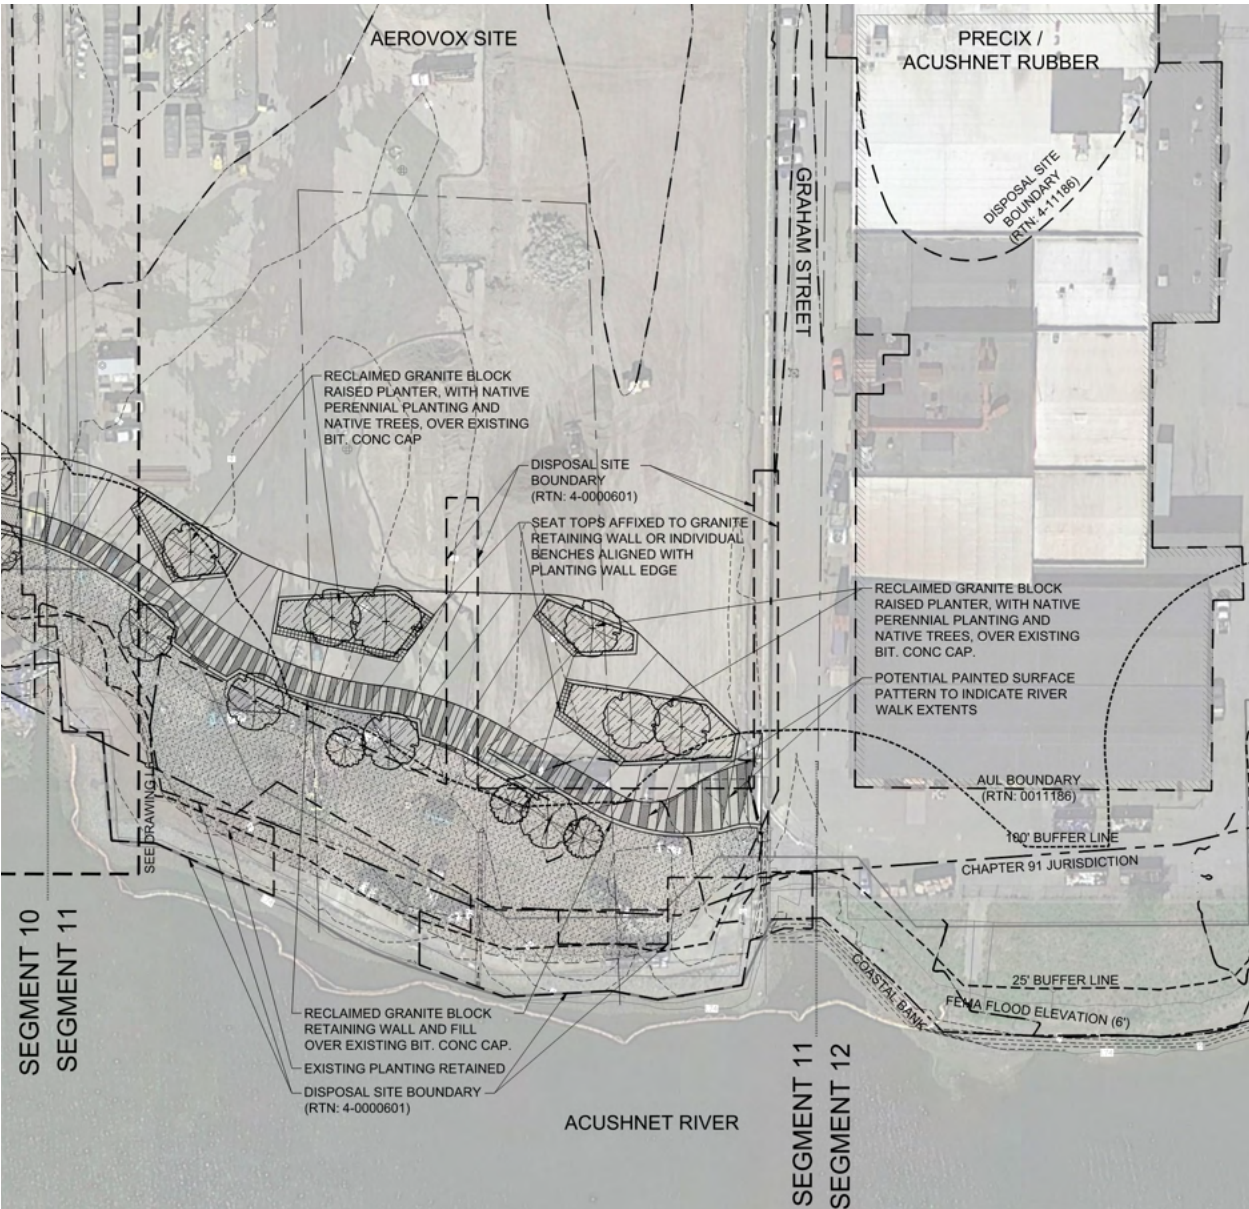 AEROVOX SITE
PRECIX /
ACUSHNET RUBBER
DISPOSAL SITE
BOUNDARY
(RTN: 4-11186)
GRAHAM STREET
RECLAIMED GRANITE BLOCK
RAISED PLANTER, WITH NATIVE
PERENNIAL PLANTING AND
NATIVE TREES, OVER EXISTING
BIT. CONC CAP
DISPOSAL SITE
BOUNDARY
(RTN: 4-0000601)
SEAT TOPS AFFIXED TO GRANITE
RETAINING WALL OR INDIVIDUAL
BENCHES ALIGNED WITH
PLANTING WALL EDGE
RECLAIMED GRANITE BLOCK
RAISED PLANTER, WITH NATIVE
PERENNIAL PLANTING AND
NATIVE TREES, OVER EXISTING
BIT. CONC CAP.
POTENTIAL PAINTED SURFACE
PATTERN TO INDICATE RIVER
WALK EXTENTS
AUL BOUNDARY
(RTN: 0011186)
100' BUFFER LINE
CHAPTER 91 JURISDICTION
SEE DRAWING
SEGMENT 10
SEGMENT 11
COASTAL BANK
25' BUFFER LINE
FEMA FLOOD ELEVATION (6')
RECLAIMED GRANITE BLOCK
RETAINING WALL AND FILL
OVER EXISTING BIT. CONC CAP.
EXISTING PLANTING RETAINED
DISPOSAL SITE BOUNDARY
(RTN: 4-0000601)
ACUSHNET RIVER
SEGMENT 11
SEGMENT 12